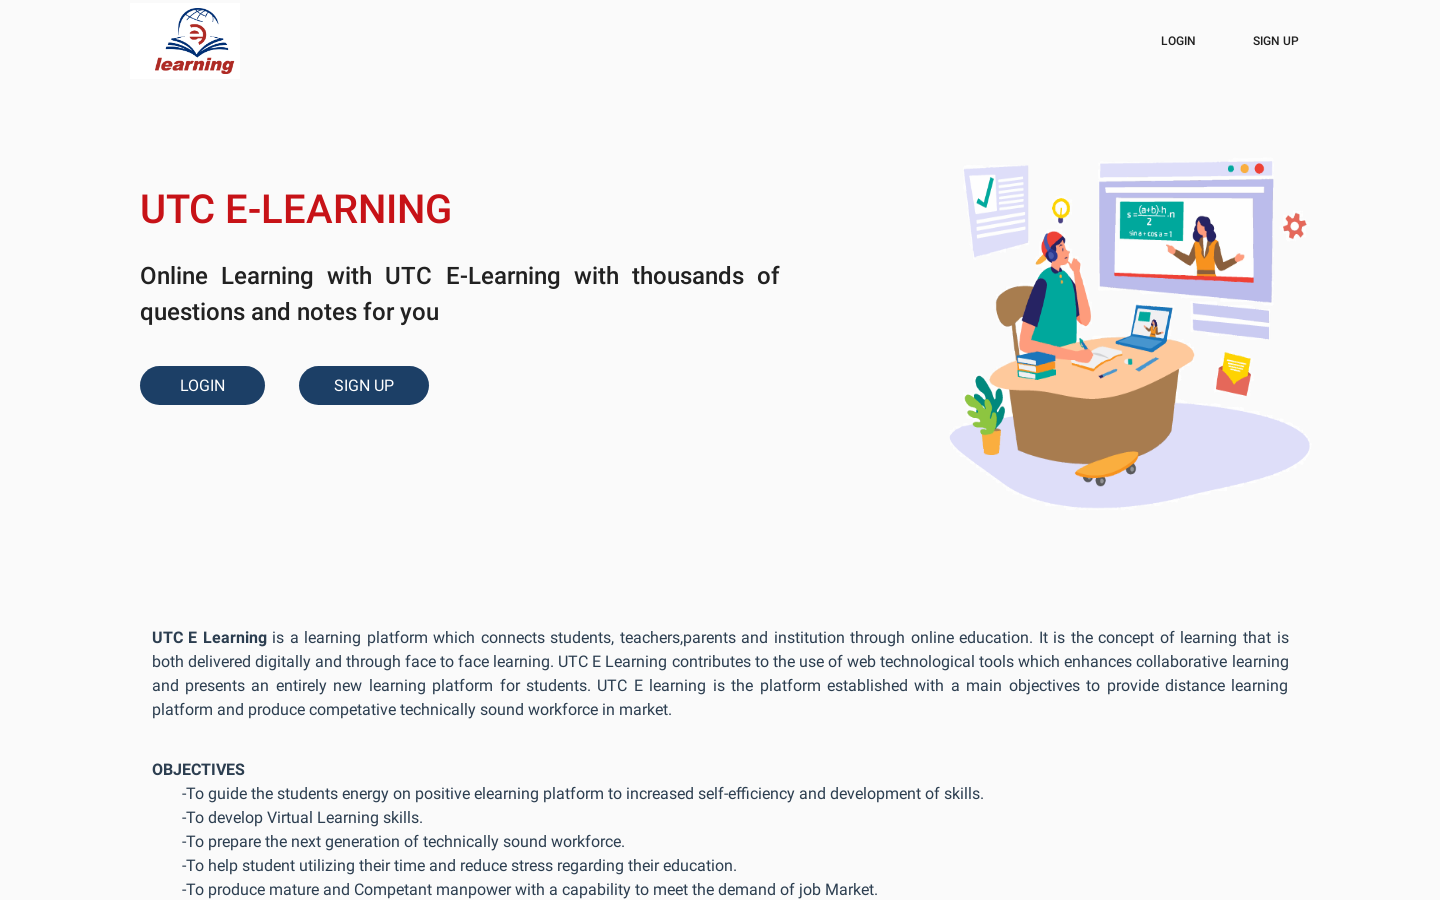 e
learning
LOGIN SIGN UP
UTC E-LEARNING
Online Learning with UTC E-Learning with thousands of
questions and notes for you
LOGIN SIGN UP
s=(a+b)·h/2·n
sin a + cos a = 1
UTC E Learning is a learning platform which connects students, teachers,parents and institution through online education. It is the concept of learning that is
both delivered digitally and through face to face learning. UTC E Learning contributes to the use of web technological tools which enhances collaborative learning
and presents an entirely new learning platform for students. UTC E learning is the platform established with a main objectives to provide distance learning
platform and produce competative technically sound workforce in market.
OBJECTIVES
-To guide the students energy on positive elearning platform to increased self-efficiency and development of skills.
-To develop Virtual Learning skills.
-To prepare the next generation of technically sound workforce.
-To help student utilizing their time and reduce stress regarding their education.
-To produce mature and Competant manpower with a capability to meet the demand of job Market.